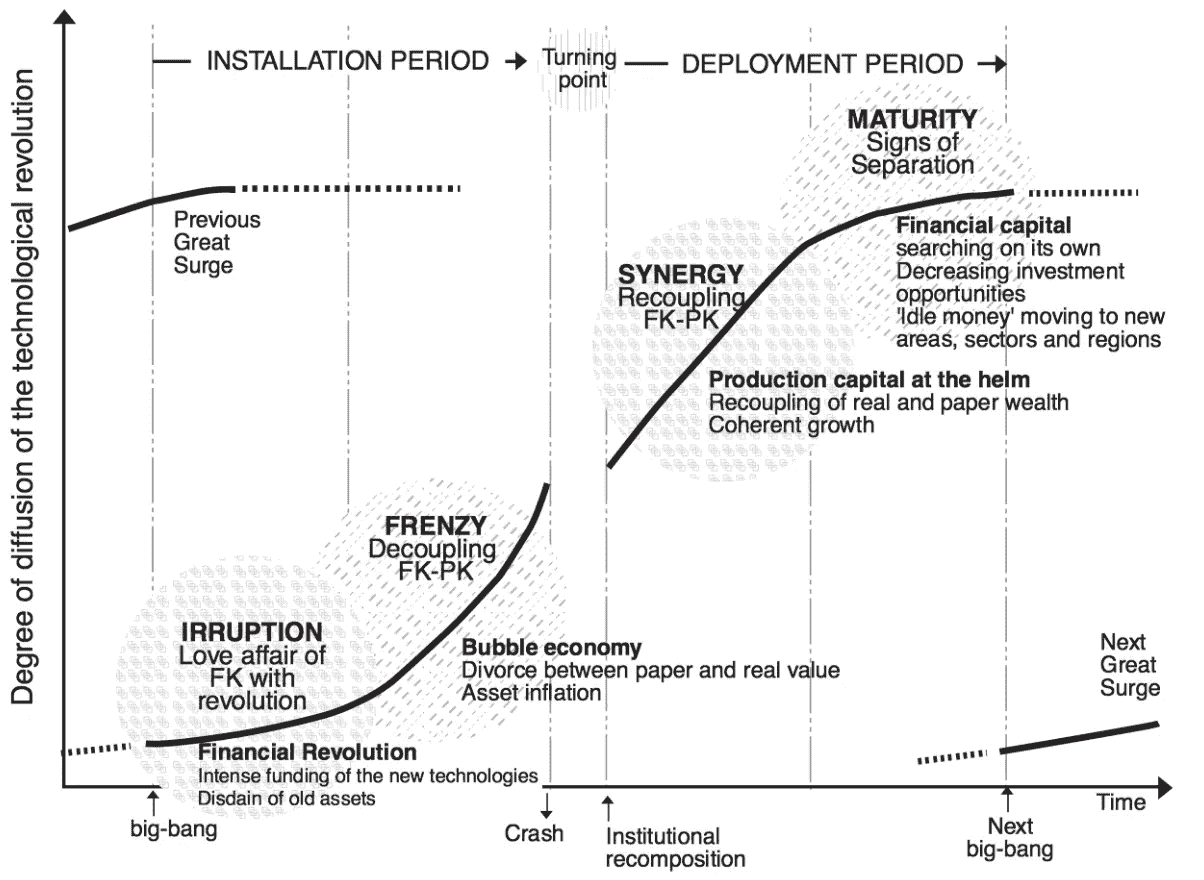 Degree of diffusion of the technological revolution
INSTALLATION PERIOD
Turning
point
DEPLOYMENT PERIOD
Previous
Great
Surge
MATURITY
Signs of
Separation
Financial capital
searching on its own
Decreasing investment
opportunities
'Idle money' moving to new
areas, sectors and regions
SYNERGY
Recoupling
FK-PK
Production capital at the helm
Recoupling of real and paper wealth
Coherent growth
FRENZY
Decoupling
FK-PK
Bubble economy
Divorce between paper and real value
Asset inflation
IRRUPTION
Love affair of
FK with
revolution
Financial Revolution
Intense funding of the new technologies
Disdain of old assets
Next
Great
Surge
Time
big-bang
Crash
Institutional
recomposition
Next
big-bang